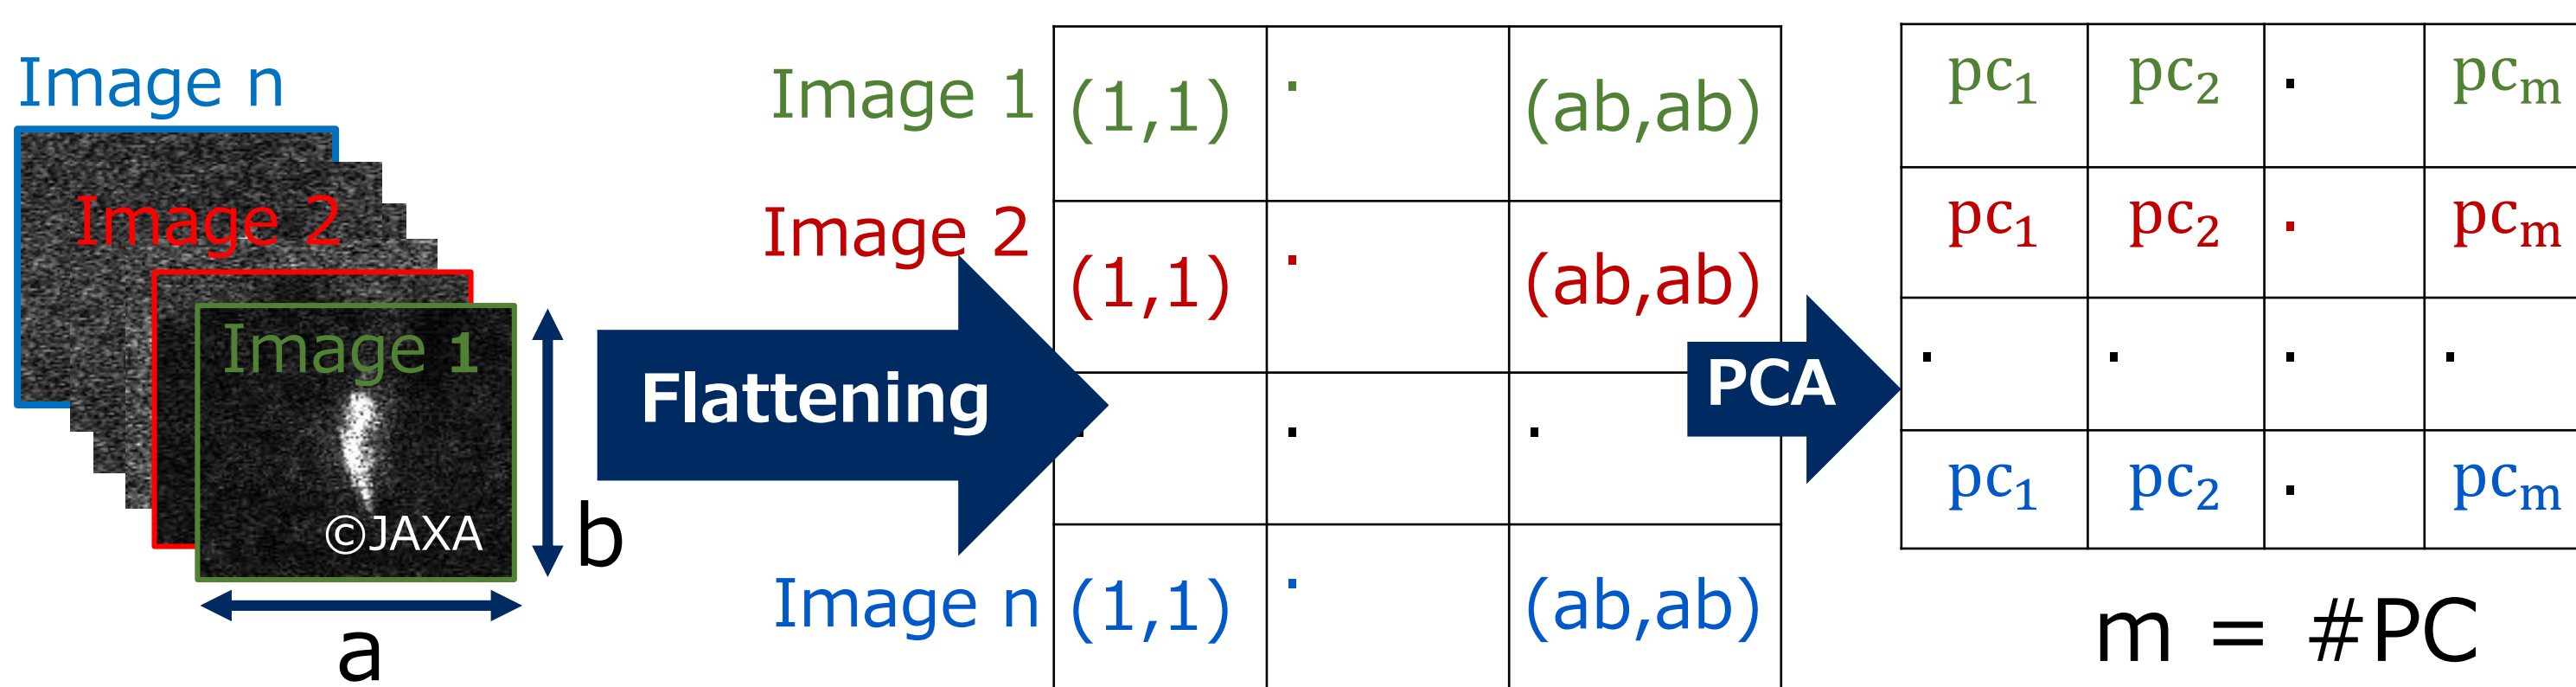 Image n
Image 2
Image 1
©JAXA
b
a
Flattening
Image 1 (1,1) . (ab,ab)
Image 2 (1,1) . (ab,ab)
. . .
Image n (1,1) . (ab,ab)
PCA
pc₁ pc₂ . pcₘ
pc₁ pc₂ . pcₘ
. . . .
pc₁ pc₂ . pcₘ
m = #PC